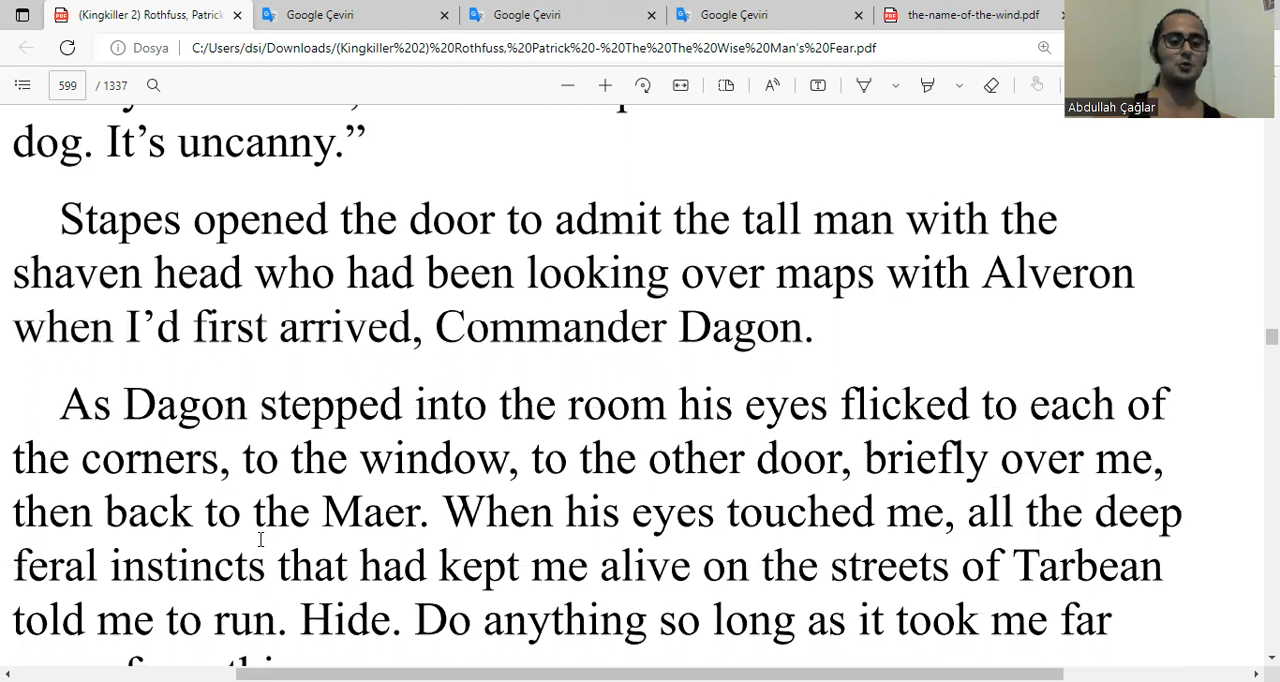 (Kingkiller 2) Rothfuss, Patrick
Google Çeviri
Google Çeviri
Google Çeviri
the-name-of-the-wind.pdf
Dosya
C:/Users/dsi/Downloads/(Kingkiller%202)%20Rothfuss,%20Patrick%20-%20The%20The%20Wise%20Man's%20Fear.pdf
599 / 1337
Abdullah Çağlar
dog. It’s uncanny.”
Stapes opened the door to admit the tall man with the
shaven head who had been looking over maps with Alveron
when I’d first arrived, Commander Dagon.
As Dagon stepped into the room his eyes flicked to each of
the corners, to the window, to the other door, briefly over me,
then back to the Maer. When his eyes touched me, all the deep
feral instincts that had kept me alive on the streets of Tarbean
told me to run. Hide. Do anything so long as it took me far